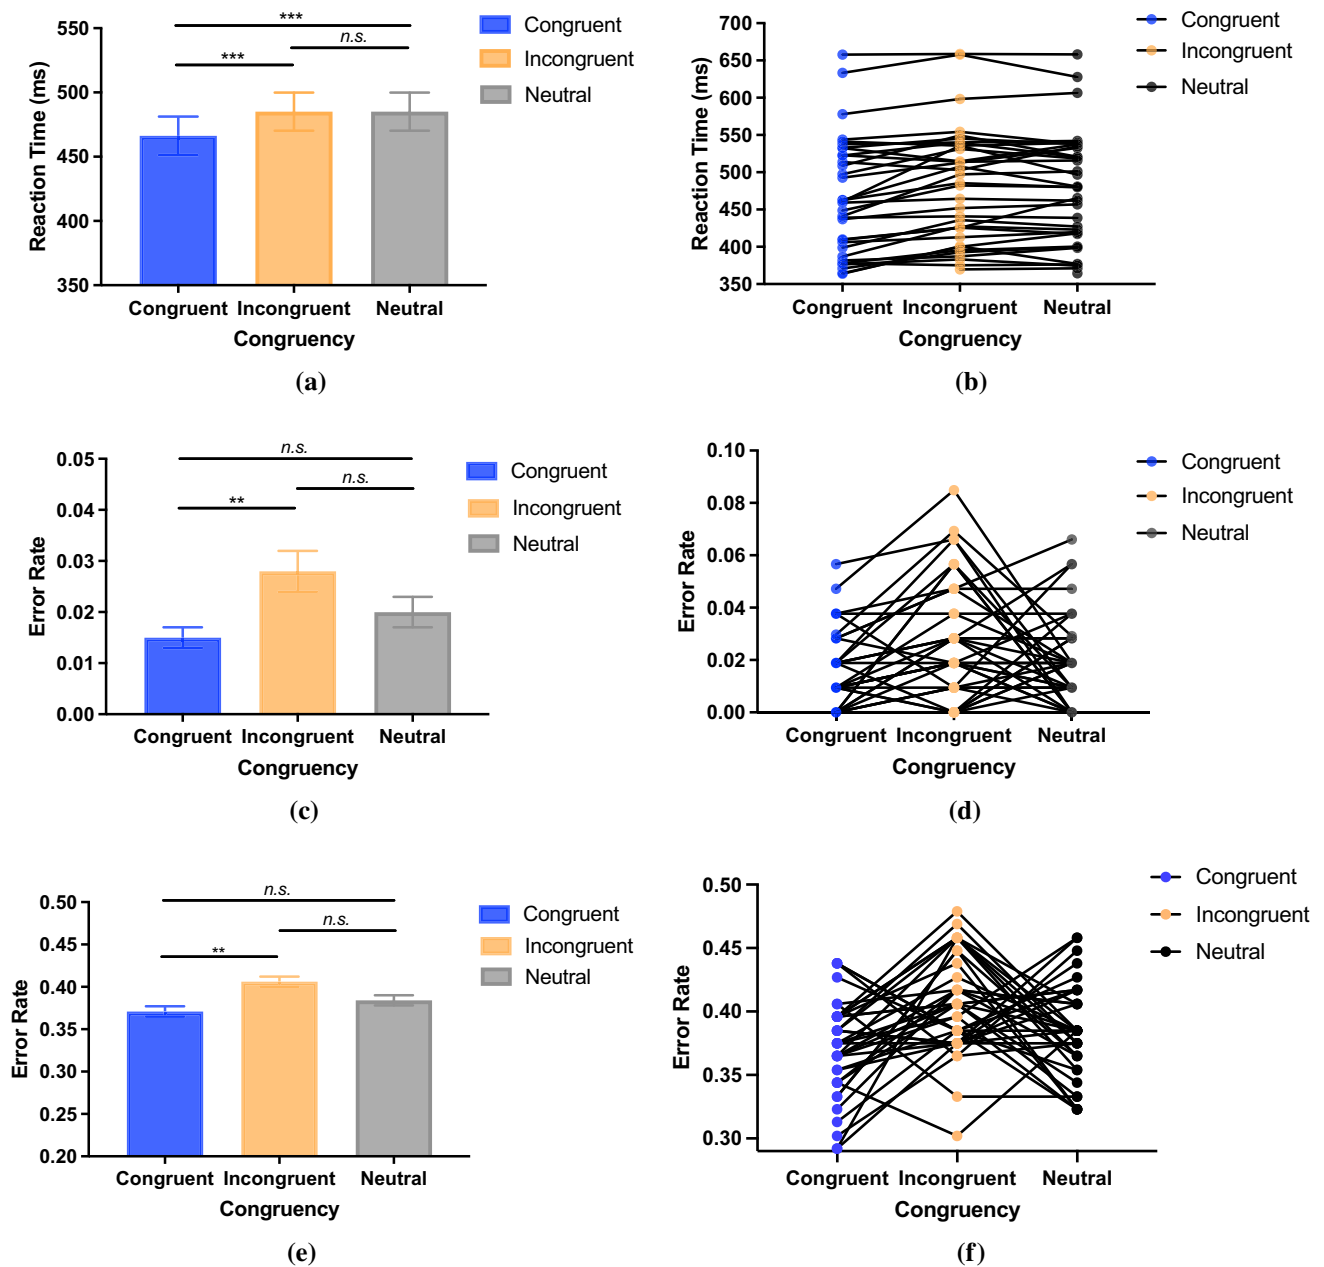 550
500
450
400
350
Reaction Time (ms)
***
***
n.s.
Congruent
Incongruent
Neutral
Congruent Incongruent Neutral
Congruency
(a)
700
650
600
550
500
450
400
350
Reaction Time (ms)
Congruent
Incongruent
Neutral
Congruent Incongruent Neutral
Congruency
(b)
0.05
0.04
0.03
0.02
0.01
0.00
Error Rate
n.s.
n.s.
**
Congruent
Incongruent
Neutral
Congruent Incongruent Neutral
Congruency
(c)
0.10
0.08
0.06
0.04
0.02
0.00
Error Rate
Congruent
Incongruent
Neutral
Congruent Incongruent Neutral
Congruency
(d)
0.50
0.45
0.40
0.35
0.30
0.25
0.20
Error Rate
n.s.
n.s.
**
Congruent
Incongruent
Neutral
Congruent Incongruent Neutral
Congruency
(e)
0.50
0.45
0.40
0.35
0.30
Error Rate
Congruent
Incongruent
Neutral
Congruent Incongruent Neutral
Congruency
(f)